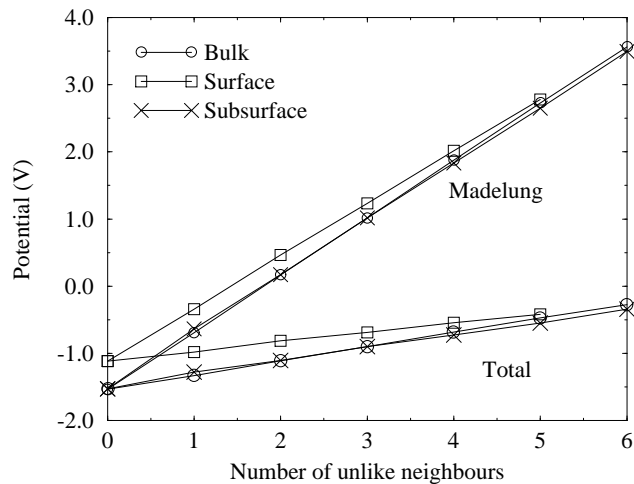 4.0
3.0
2.0
1.0
0.0
-1.0
-2.0
Potential (V)
Bulk
Surface
Subsurface
Madelung
Total
0 1 2 3 4 5 6
Number of unlike neighbours